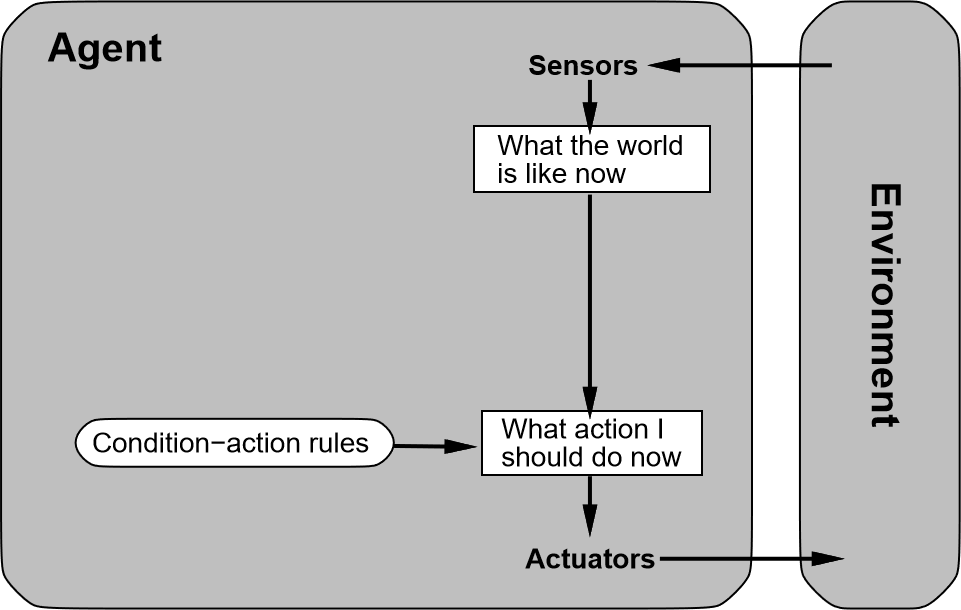 Agent
Sensors
What the world
is like now
Environment
Condition−action rules
What action I
should do now
Actuators